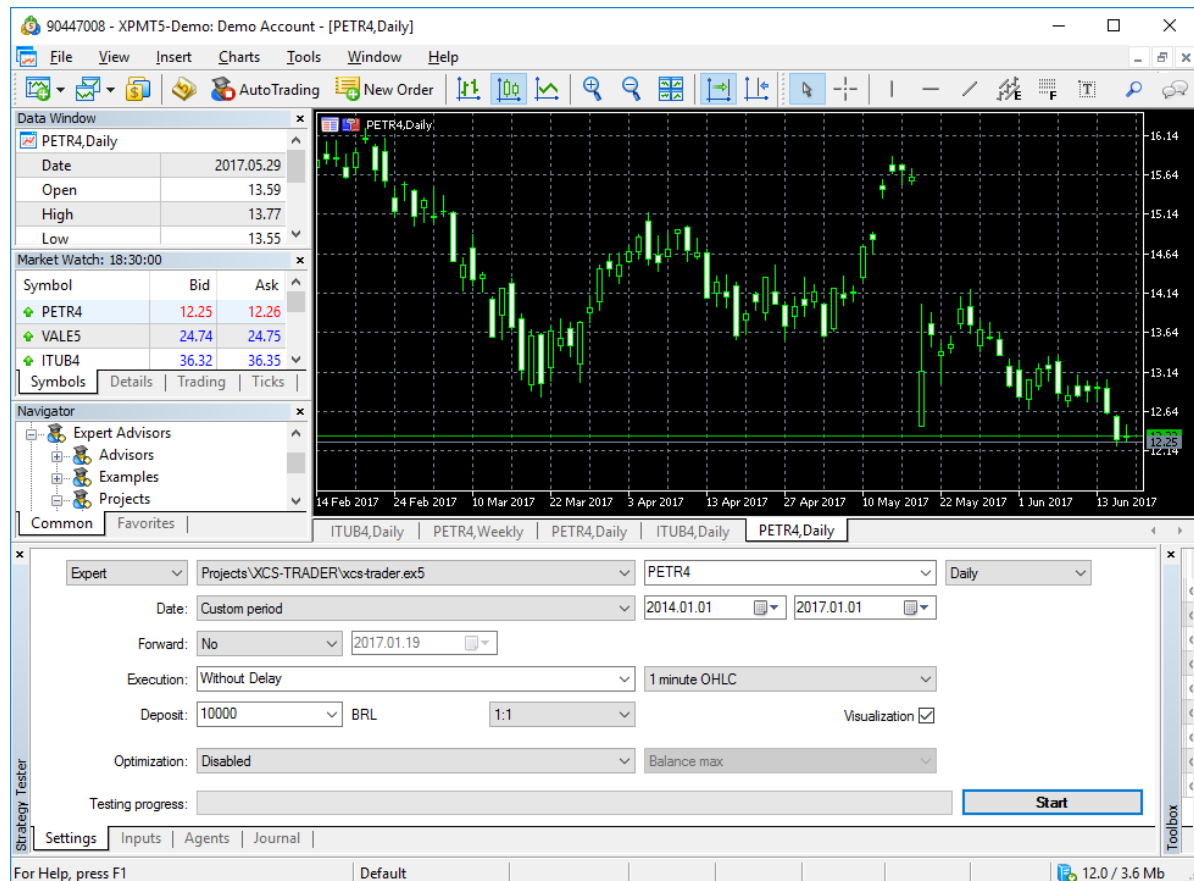 90447008 - XPMT5-Demo: Demo Account - [PETR4,Daily]
File View Insert Charts Tools Window Help
AutoTrading New Order E F T
Data Window
PETR4,Daily
Date 2017.05.29
Open 13.59
High 13.77
Low 13.55
Market Watch: 18:30:00
Symbol Bid Ask
PETR4 12.25 12.26
VALE5 24.74 24.75
ITUB4 36.32 36.35
Symbols Details Trading Ticks
Navigator
Expert Advisors
Advisors
Examples
Projects
Common Favorites
PETR4,Daily
16.14
15.64
15.14
14.64
14.14
13.64
13.14
12.64
12.25
12.14
14 Feb 2017 24 Feb 2017 10 Mar 2017 22 Mar 2017 3 Apr 2017 13 Apr 2017 27 Apr 2017 10 May 2017 22 May 2017 1 Jun 2017 13 Jun 2017
ITUB4,Daily PETR4,Weekly PETR4,Daily ITUB4,Daily PETR4,Daily
Expert Projects\XCS-TRADER\xcs-trader.ex5 PETR4 Daily
Date: Custom period 2014.01.01 2017.01.01
Forward: No 2017.01.19
Execution: Without Delay 1 minute OHLC
Deposit: 10000 BRL 1:1 Visualization
Optimization: Disabled Balance max
Testing progress: Start
Strategy Tester
Toolbox
Settings Inputs Agents Journal
For Help, press F1 Default 12.0 / 3.6 Mb